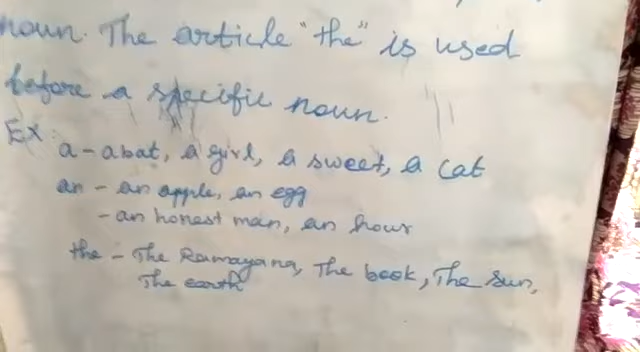 noun. The article "the" is used
before a specific noun.
Ex
a - a bat, a girl, a sweet, a cat
an - an apple, an egg
- an honest man, an hour
the - The Ramayana, The book, The Sun,
The earth